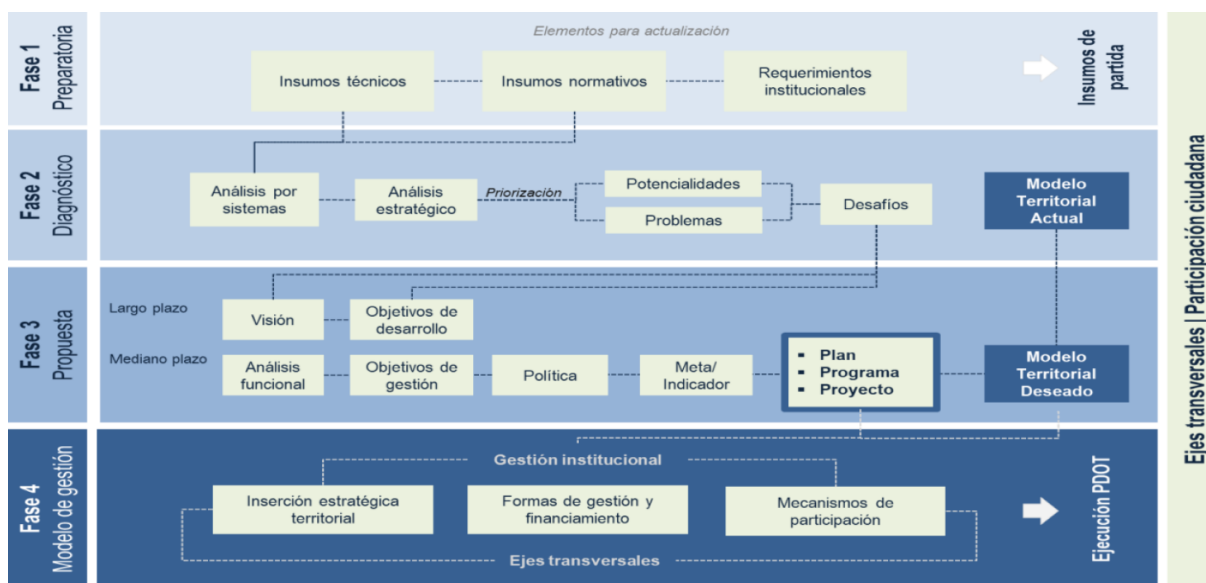 Fase 1
Preparatoria
Elementos para actualización
Insumos técnicos
Insumos normativos
Requerimientos
institucionales
Insumos de
partida
Fase 2
Diagnóstico
Análisis por
sistemas
Análisis
estratégico
Priorización
Potencialidades
Problemas
Desafíos
Modelo
Territorial
Actual
Fase 3
Propuesta
Largo plazo
Visión
Objetivos de
desarrollo
Mediano plazo
Análisis
funcional
Objetivos de
gestión
Política
Meta/
Indicador
▪ Plan
▪ Programa
▪ Proyecto
Modelo
Territorial
Deseado
Fase 4
Modelo de gestión
Gestión institucional
Inserción estratégica
territorial
Formas de gestión y
financiamiento
Mecanismos de
participación
Ejes transversales
Ejecución PDOT
Ejes transversales | Participación ciudadana